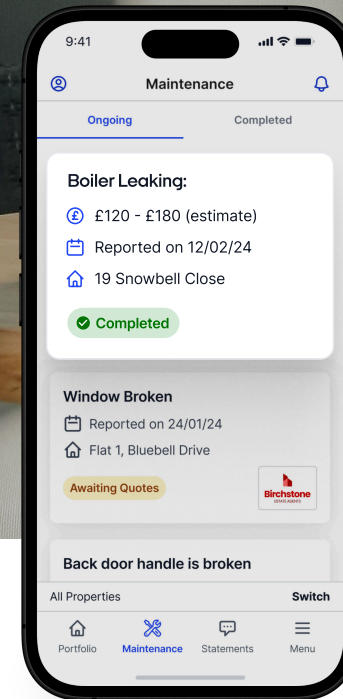 9:41
Maintenance
Ongoing
Completed
Boiler Leaking:
£120 - £180 (estimate)
Reported on 12/02/24
19 Snowbell Close
Completed
Window Broken
Reported on 24/01/24
Flat 1, Bluebell Drive
Awaiting Quotes
Birchstone
ESTATE AGENTS
Back door handle is broken
All Properties
Switch
Portfolio
Maintenance
Statements
Menu